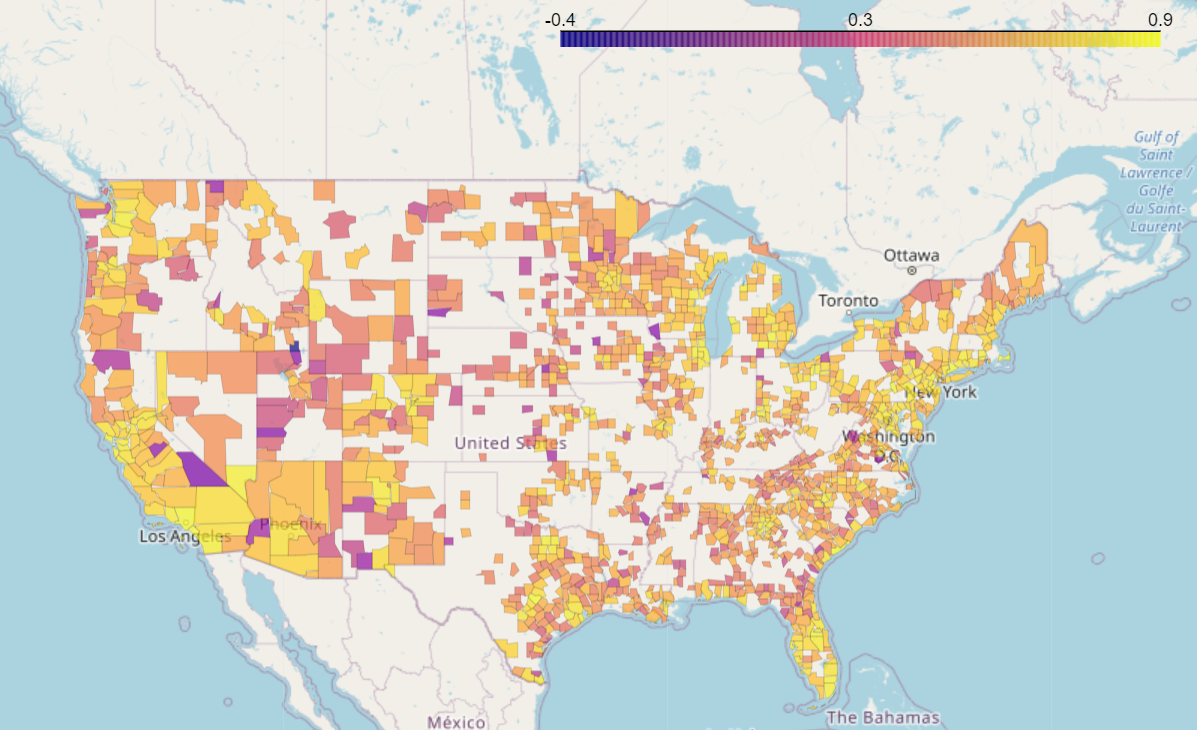 -0.4
0.3
0.9
Gulf of
Saint
Lawrence /
Golfe
du Saint-
Laurent
Ottawa
Toronto
New York
United States
Washington
D.C.
Phoenix
Los Angeles
México
The Bahamas